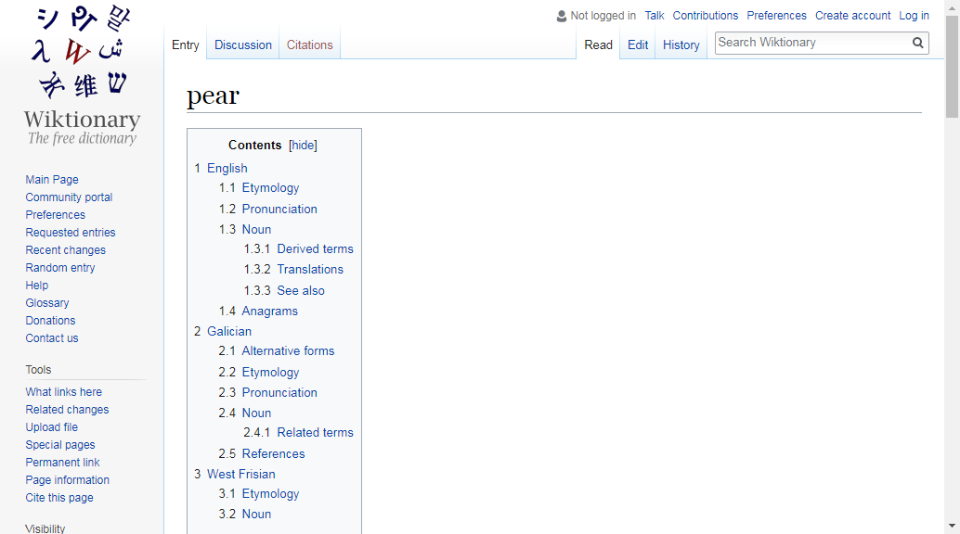 Not logged in Talk Contributions Preferences Create account Log in
Entry Discussion Citations Read Edit History Search Wiktionary
シ 말
λ W ش
维 ש
Wiktionary
The free dictionary
pear
Contents [hide]
1 English
1.1 Etymology
1.2 Pronunciation
1.3 Noun
1.3.1 Derived terms
1.3.2 Translations
1.3.3 See also
1.4 Anagrams
2 Galician
2.1 Alternative forms
2.2 Etymology
2.3 Pronunciation
2.4 Noun
2.4.1 Related terms
2.5 References
3 West Frisian
3.1 Etymology
3.2 Noun
Main Page
Community portal
Preferences
Requested entries
Recent changes
Random entry
Help
Glossary
Donations
Contact us
Tools
What links here
Related changes
Upload file
Special pages
Permanent link
Page information
Cite this page
Visibility